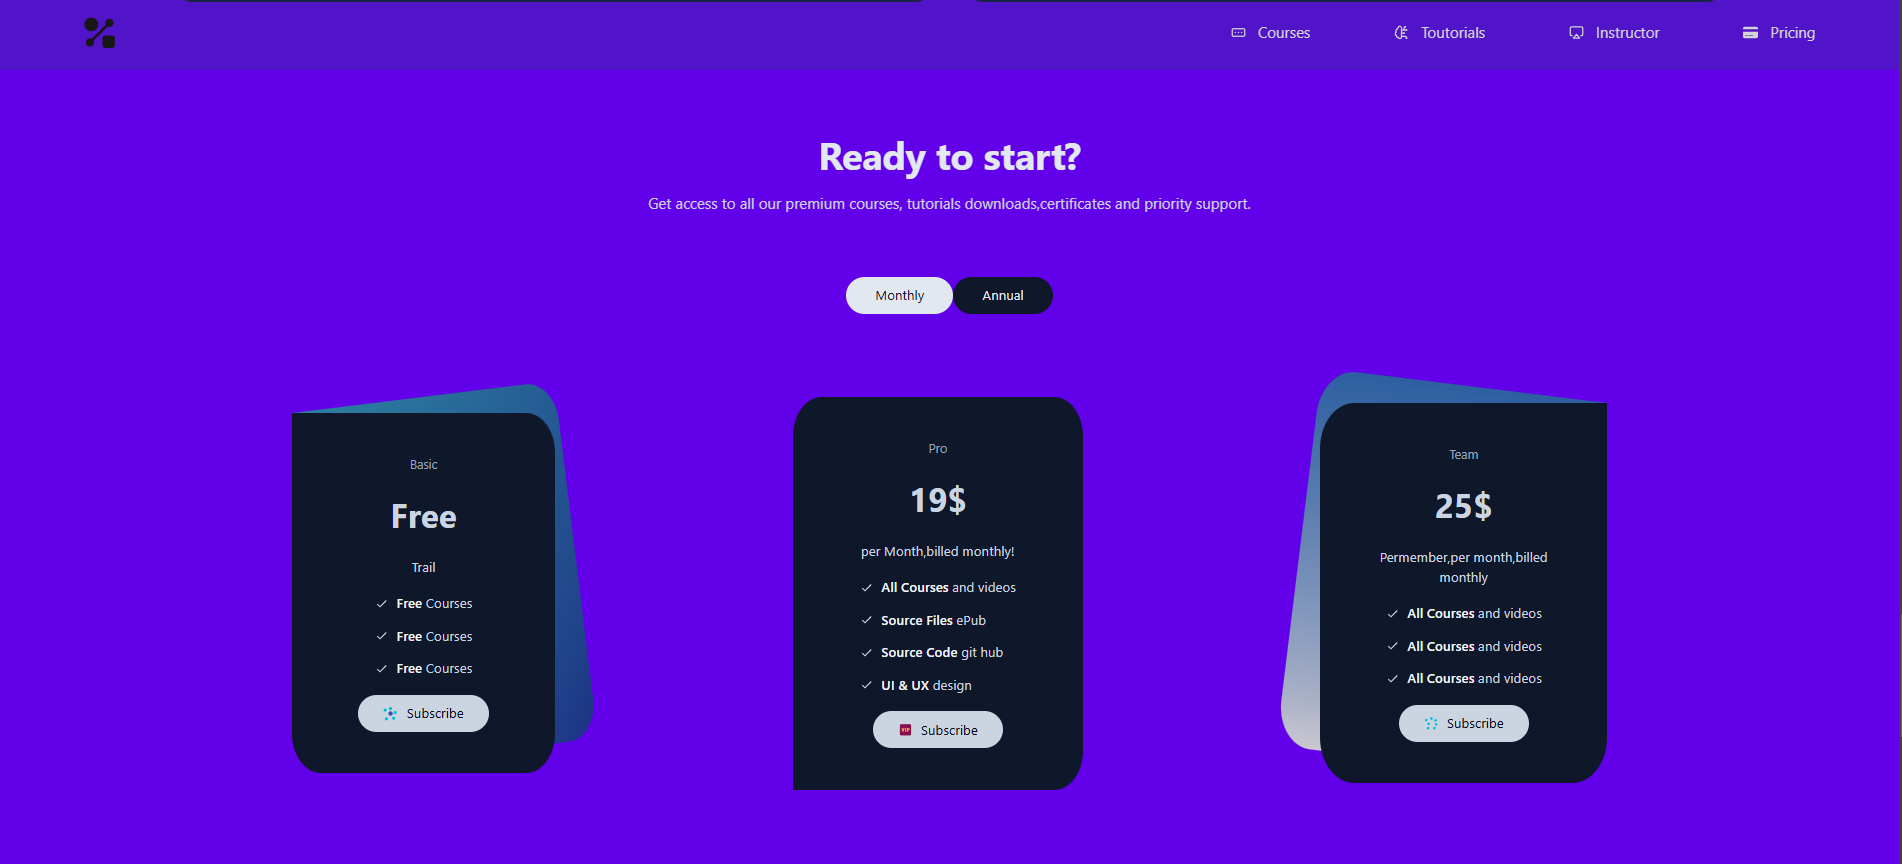 Courses
Toutorials
Instructor
Pricing
Ready to start?
Get access to all our premium courses, tutorials downloads,certificates and priority support.
Monthly
Annual
Basic
Free
Trail
Free Courses
Free Courses
Free Courses
Subscribe
Pro
19$
per Month,billed monthly!
All Courses and videos
Source Files ePub
Source Code git hub
UI & UX design
VIP
Subscribe
Team
25$
Permember,per month,billed
monthly
All Courses and videos
All Courses and videos
All Courses and videos
Subscribe